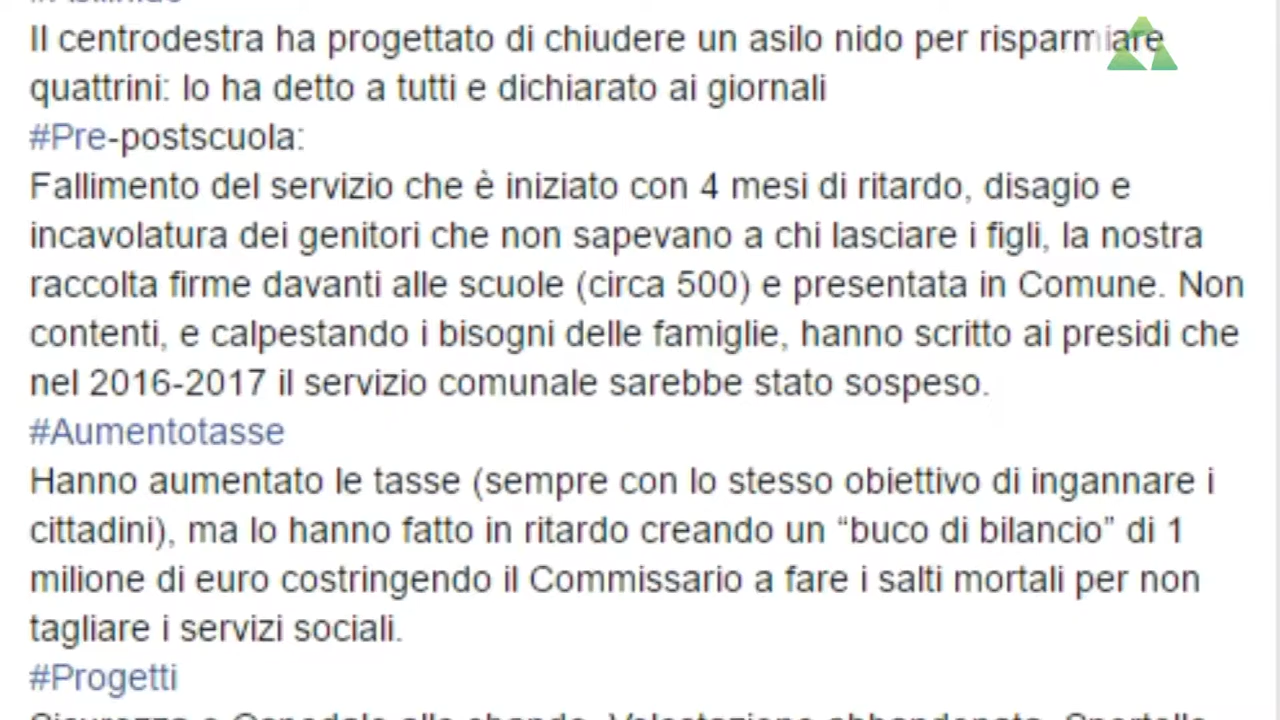 Il centrodestra ha progettato di chiudere un asilo nido per risparmiare
quattrini: lo ha detto a tutti e dichiarato ai giornali
#Pre-postscuola:
Fallimento del servizio che è iniziato con 4 mesi di ritardo, disagio e
incavolatura dei genitori che non sapevano a chi lasciare i figli, la nostra
raccolta firme davanti alle scuole (circa 500) e presentata in Comune. Non
contenti, e calpestando i bisogni delle famiglie, hanno scritto ai presidi che
nel 2016-2017 il servizio comunale sarebbe stato sospeso.
#Aumentotasse
Hanno aumentato le tasse (sempre con lo stesso obiettivo di ingannare i
cittadini), ma lo hanno fatto in ritardo creando un “buco di bilancio” di 1
milione di euro costringendo il Commissario a fare i salti mortali per non
tagliare i servizi sociali.
#Progetti